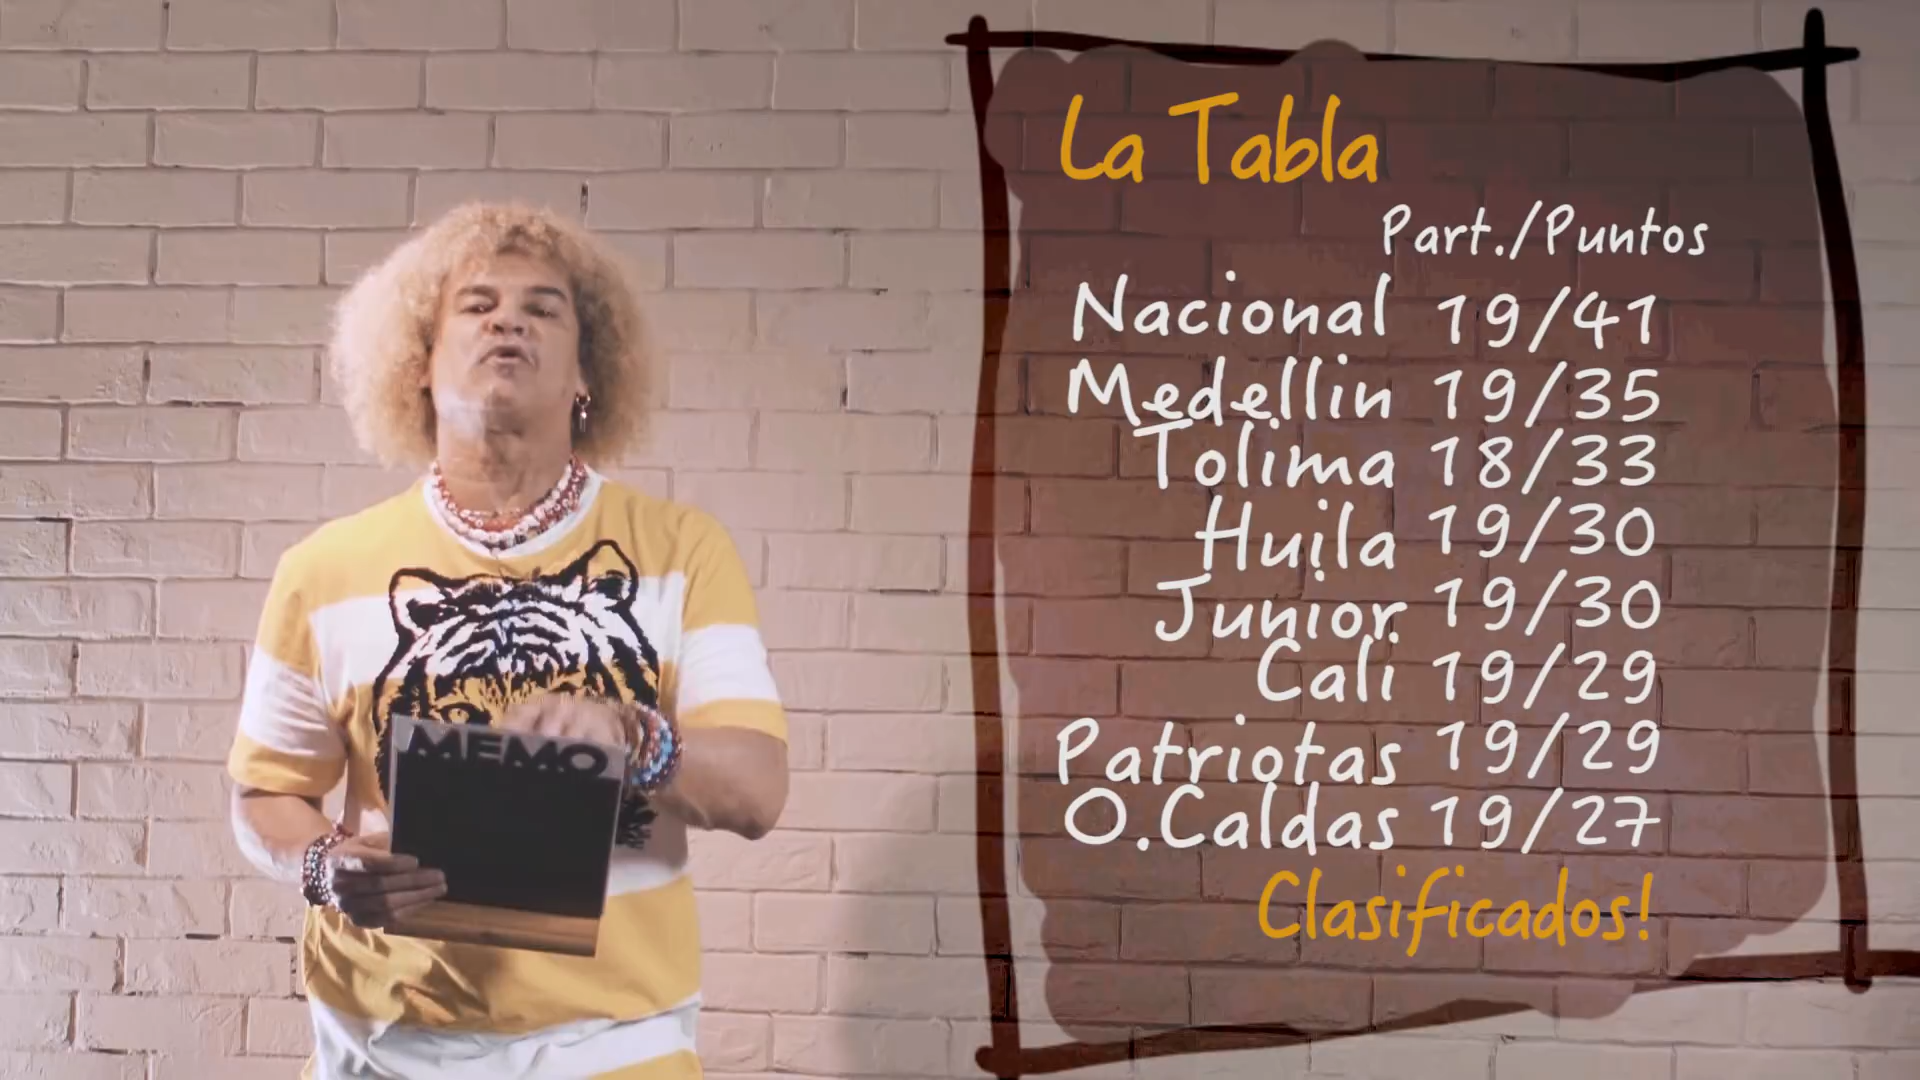 La Tabla
Part./Puntos
Nacional 19/41
Medellin 19/35
Tolima 18/33
Huila 19/30
Junior 19/30
Cali 19/29
Patriotas 19/29
O.Caldas 19/27
Clasificados!
MEMO